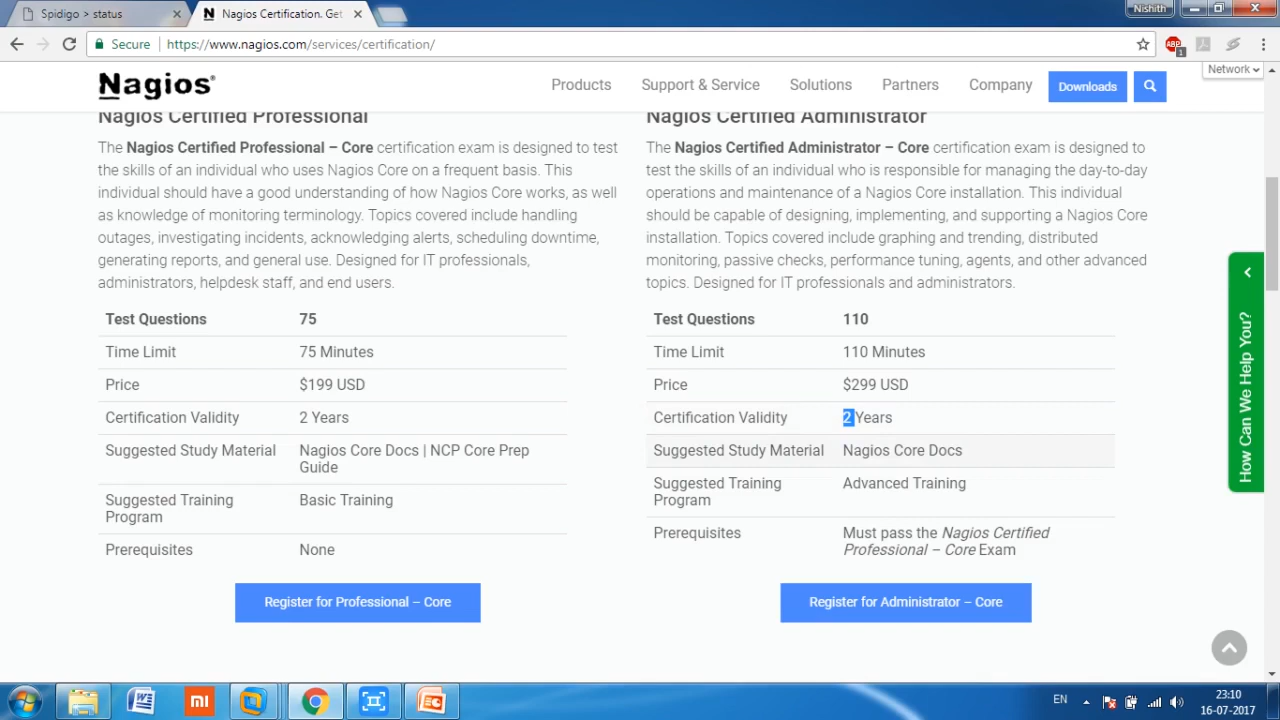 Spidigo > status
Nagios Certification. Get
Nishith
Secure
https://www.nagios.com/services/certification/
ABP
1
Nagios®
Products
Support & Service
Solutions
Partners
Company
Downloads
Network
Nagios Certified Professional
The Nagios Certified Professional – Core certification exam is designed to test
the skills of an individual who uses Nagios Core on a frequent basis. This
individual should have a good understanding of how Nagios Core works, as well
as knowledge of monitoring terminology. Topics covered include handling
outages, investigating incidents, acknowledging alerts, scheduling downtime,
generating reports, and general use. Designed for IT professionals,
administrators, helpdesk staff, and end users.
Test Questions 75
Time Limit 75 Minutes
Price $199 USD
Certification Validity 2 Years
Suggested Study Material Nagios Core Docs | NCP Core Prep
Guide
Suggested Training Basic Training
Program
Prerequisites None
Register for Professional – Core
Nagios Certified Administrator
The Nagios Certified Administrator – Core certification exam is designed to
test the skills of an individual who is responsible for managing the day-to-day
operations and maintenance of a Nagios Core installation. This individual
should be capable of designing, implementing, and supporting a Nagios Core
installation. Topics covered include graphing and trending, distributed
monitoring, passive checks, performance tuning, agents, and other advanced
topics. Designed for IT professionals and administrators.
Test Questions 110
Time Limit 110 Minutes
Price $299 USD
Certification Validity 2 Years
Suggested Study Material Nagios Core Docs
Suggested Training Advanced Training
Program
Prerequisites Must pass the Nagios Certified
Professional – Core Exam
Register for Administrator – Core
How Can We Help You?
EN
23:10
16-07-2017